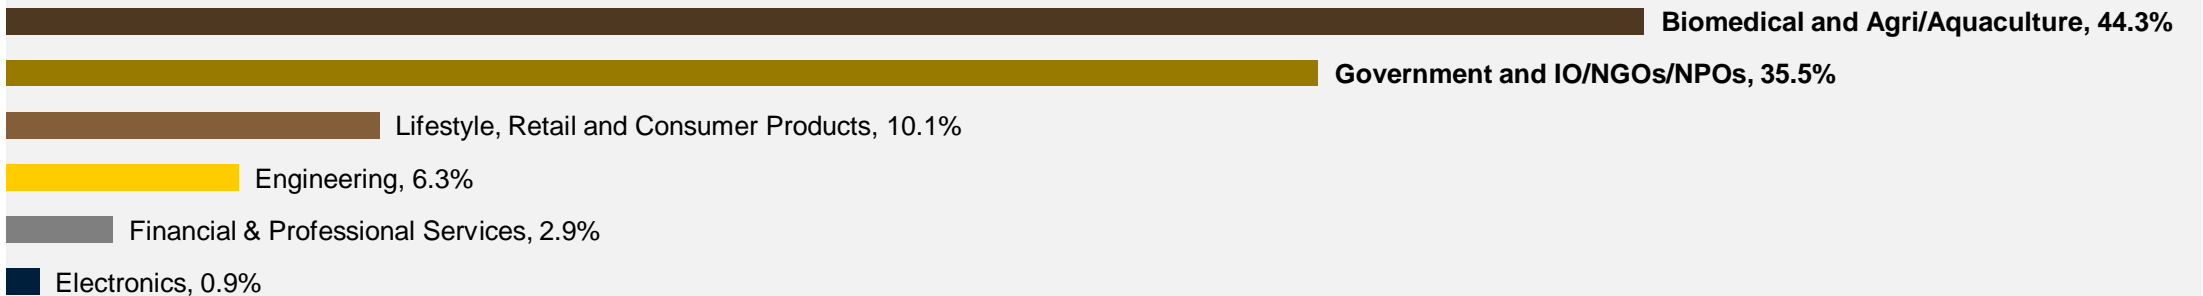 Biomedical and Agri/Aquaculture, 44.3%
Government and IO/NGOs/NPOs, 35.5%
Lifestyle, Retail and Consumer Products, 10.1%
Engineering, 6.3%
Financial & Professional Services, 2.9%
Electronics, 0.9%